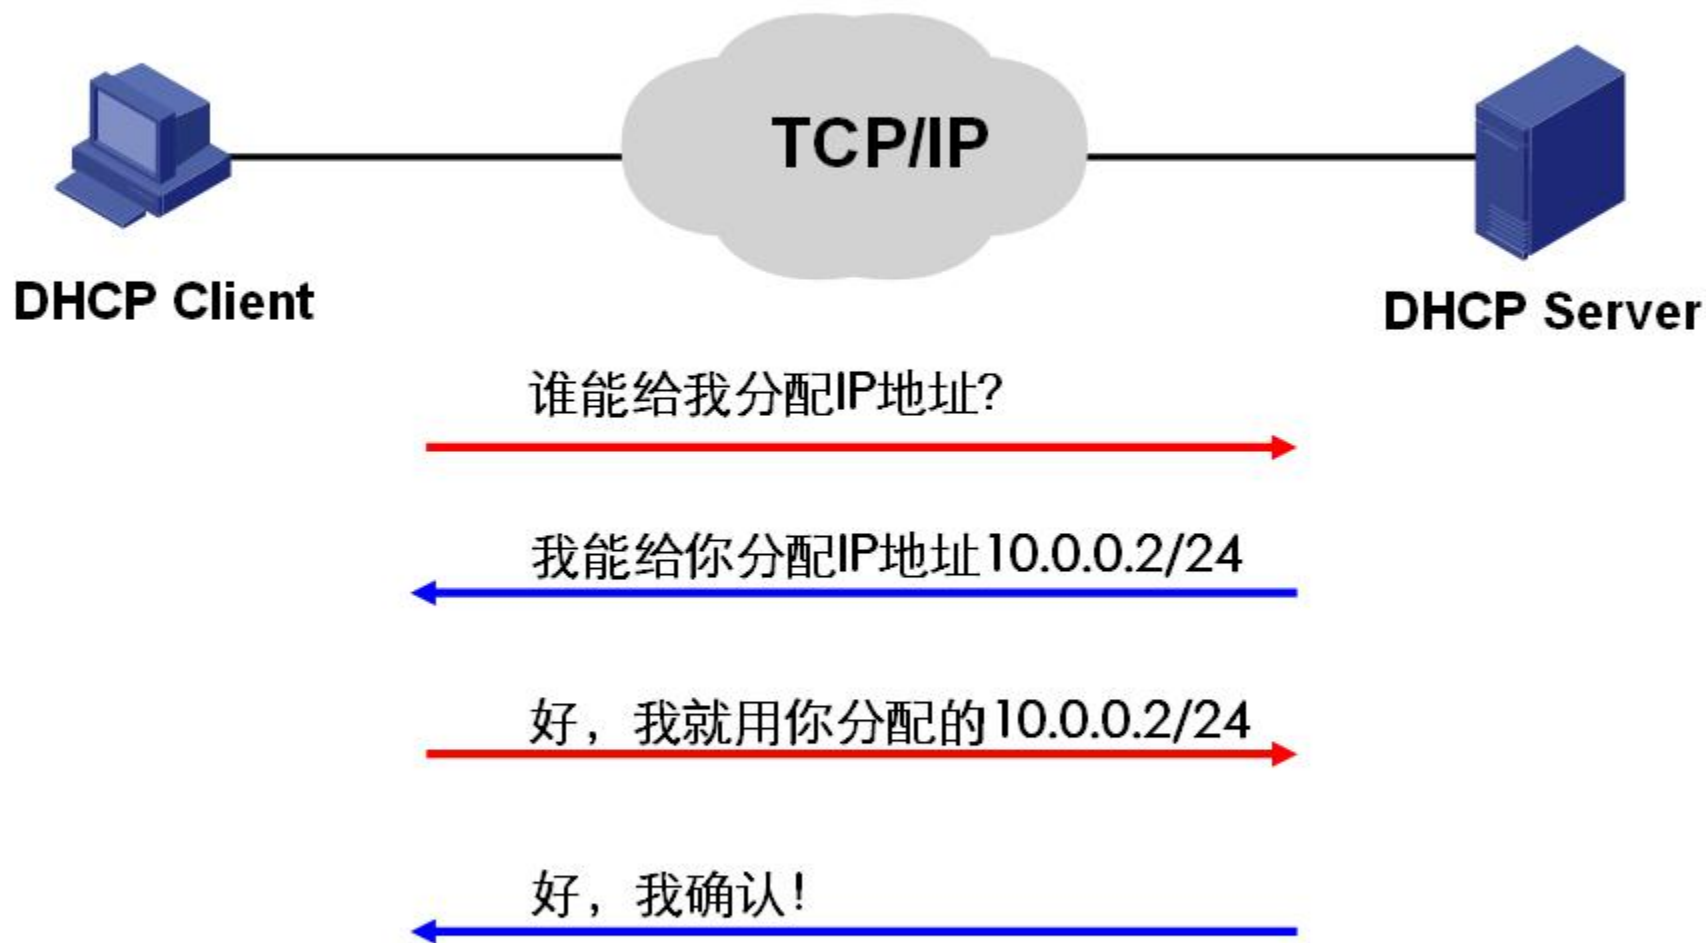 TCP/IP
DHCP Client
DHCP Server
谁能给我分配IP地址?
我能给你分配IP地址10.0.0.2/24
好，我就用你分配的10.0.0.2/24
好，我确认!